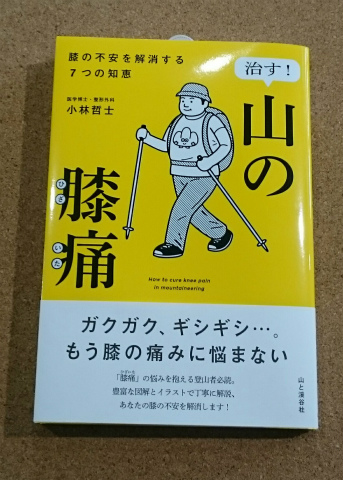 膝の不安を解消する
7つの知恵
医学博士・整形外科
小林哲士
治す!
山の
膝痛
ひざ
いた
How to cure knee pain
in mountaineering
ガクガク、ギシギシ…。
もう膝の痛みに悩まない
「膝痛」の悩みを抱える登山者必読。
ひざいた
豊富な図解とイラストで丁寧に解説、
あなたの膝の不安を解消します!
山と溪谷社